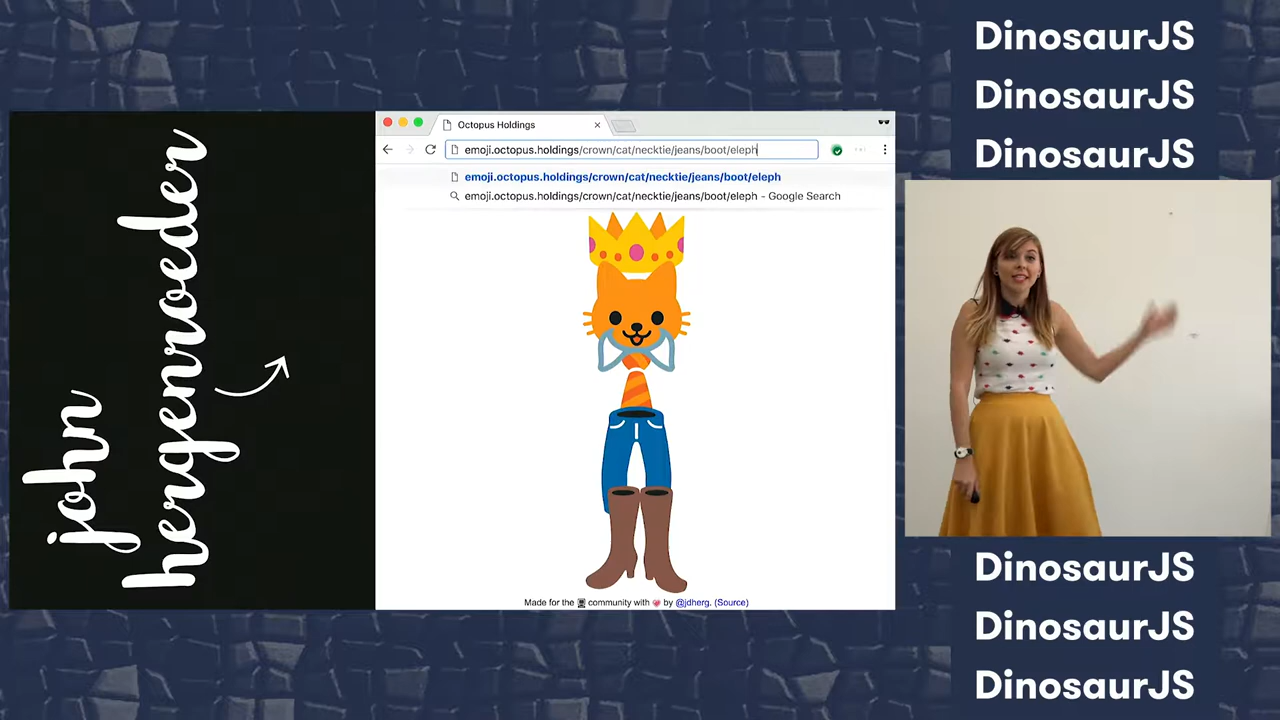 DinosaurJS
DinosaurJS
DinosaurJS
john
hergenroeder
Octopus Holdings
emoji.octopus.holdings/crown/cat/necktie/jeans/boot/eleph
emoji.octopus.holdings/crown/cat/necktie/jeans/boot/eleph
emoji.octopus.holdings/crown/cat/necktie/jeans/boot/eleph - Google Search
Made for the community with by @jdherg. (Source)
DinosaurJS
DinosaurJS
DinosaurJS